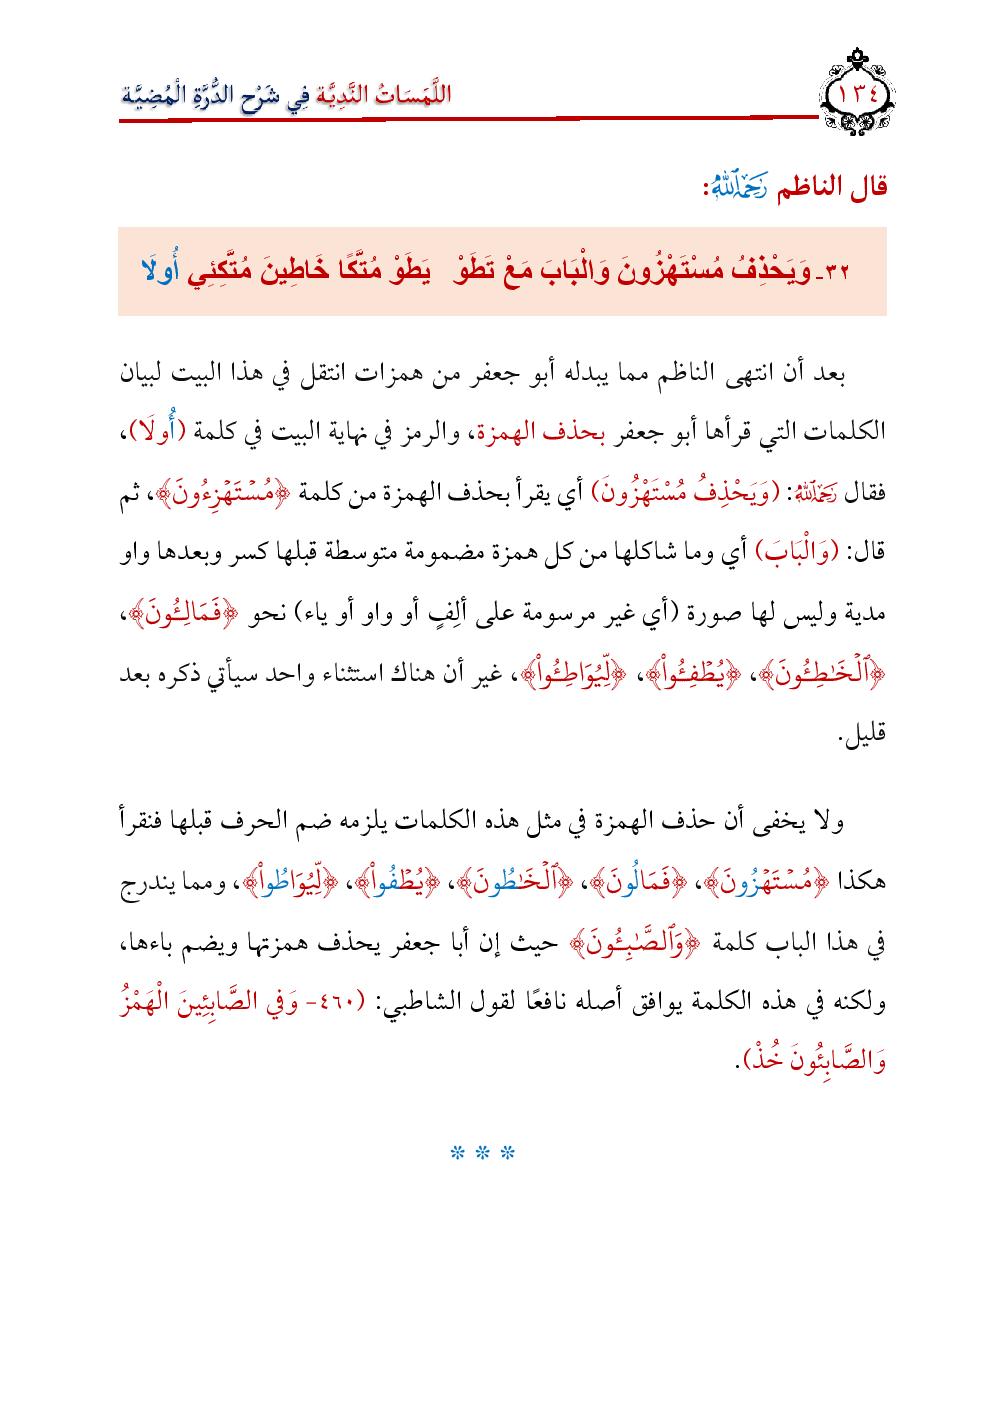 ١٣٤
اللَّمَسَاتُ النَّدِيَّة فِي شَرْح الدُّرَّةِ الْمُضِيَّة
قال الناظم رَحِمَهُ ٱللَّهُ:
٣٢- وَيَحْذِفُ مُسْتَهْزُونَ وَالْبَابَ مَعْ تَطَوْ يَطَوْ مُتَّكًا خَاطِينَ مُتَّكِئِي أُولَا
بعد أن انتهى الناظم مما يبدله أبو جعفر من همزات انتقل في هذا البيت لبيان
الكلمات التي قرأها أبو جعفر بحذف الهمزة، والرمز في نهاية البيت في كلمة (أُولَا)،
فقال رَحِمَهُ ٱللَّهُ: (وَيَحْذِفُ مُسْتَهْزُونَ) أي يقرأ بحذف الهمزة من كلمة ﴿مُسۡتَهۡزِءُونَ﴾، ثم
قال: (وَالْبَابَ) أي وما شاكلها من كل همزة مضمومة متوسطة قبلها كسر وبعدها واو
مدية وليس لها صورة (أي غير مرسومة على ألِفٍ أو واو أو ياء) نحو ﴿فَمَالِـُٔونَ﴾،
﴿ٱلۡخَٰطِـُٔونَ﴾، ﴿يُطۡفِـُٔواْ﴾، ﴿لِّيُوَاطِـُٔواْ﴾، غير أن هناك استثناء واحد سيأتي ذكره بعد
قليل.
ولا يخفى أن حذف الهمزة في مثل هذه الكلمات يلزمه ضم الحرف قبلها فنقرأ
هكذا ﴿مُسۡتَهۡزُونَ﴾، ﴿فَمَالُونَ﴾، ﴿ٱلۡخَٰطُونَ﴾، ﴿يُطۡفُواْ﴾، ﴿لِّيُوَاطُواْ﴾، ومما يندرج
في هذا الباب كلمة ﴿وَٱلصَّٰبِـُٔونَ﴾ حيث إن أبا جعفر يحذف همزتها ويضم باءها،
ولكنه في هذه الكلمة يوافق أصله نافعًا لقول الشاطبي: (٤٦٠- وَفي الصَّابِئِينَ الْهَمْزُ
وَالصَّابِئُونَ خُذْ).
* * *